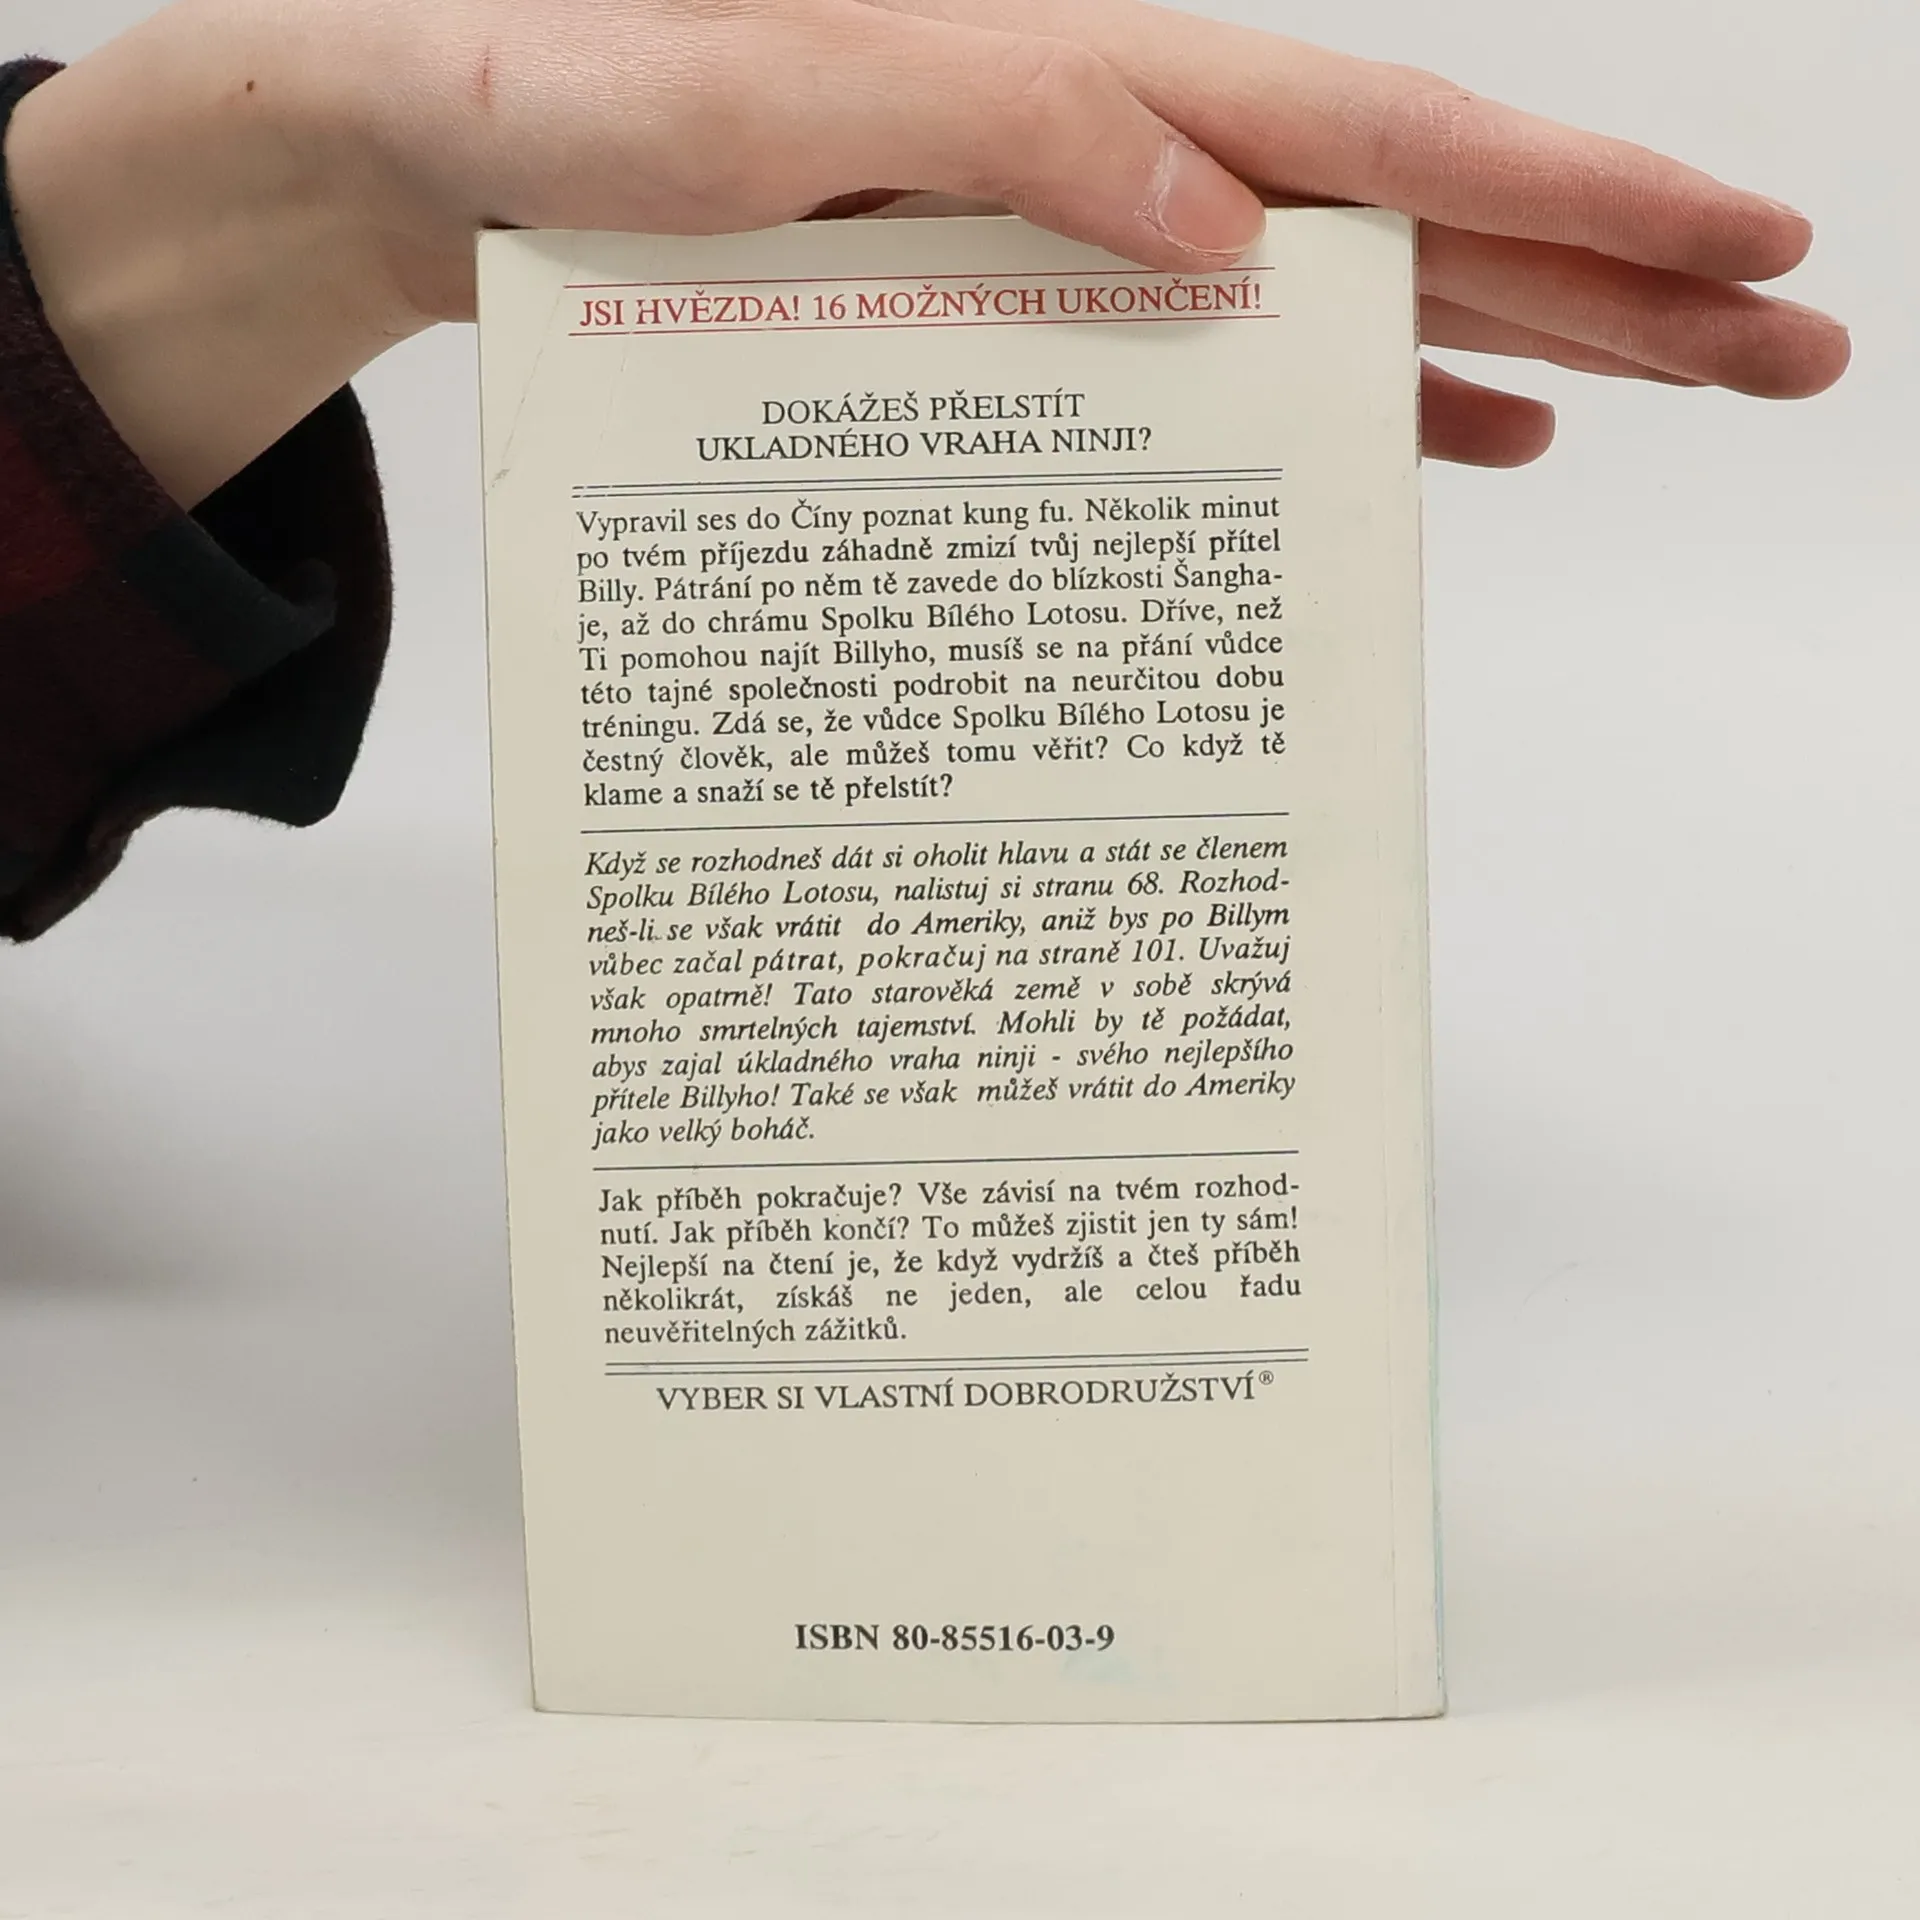 JSI HVĚZDA! 16 MOŽNÝCH UKONČENÍ!
DOKÁŽEŠ PŘELSTÍT
UKLADNÉHO VRAHA NINJI?
Vypravil ses do Číny poznat kung fu. Několik minut
po tvém příjezdu záhadně zmizí tvůj nejlepší přítel
Billy. Pátrání po něm tě zavede do blízkosti Šangha-
je, až do chrámu Spolku Bílého Lotosu. Dříve, než
Ti pomohou najít Billyho, musíš se na přání vůdce
této tajné společnosti podrobit na neurčitou dobu
tréningu. Zdá se, že vůdce Spolku Bílého Lotosu je
čestný člověk, ale můžeš tomu věřit? Co když tě
klame a snaží se tě přelstít?
Když se rozhodneš dát si oholit hlavu a stát se členem
Spolku Bílého Lotosu, nalistuj si stranu 68. Rozhod-
neš-li se však vrátit do Ameriky, aniž bys po Billym
vůbec začal pátrat, pokračuj na straně 101. Uvažuj
však opatrně! Tato starověká země v sobě skrývá
mnoho smrtelných tajemství. Mohli by tě požádat,
abys zajal úkladného vraha ninji - svého nejlepšího
přítele Billyho! Také se však můžeš vrátit do Ameriky
jako velký boháč.
Jak příběh pokračuje? Vše závisí na tvém rozhod-
nutí. Jak příběh končí? To můžeš zjistit jen ty sám!
Nejlepší na čtení je, že když vydržíš a čteš příběh
několikrát, získáš ne jeden, ale celou řadu
neuvěřitelných zážitků.
VYBER SI VLASTNÍ DOBRODRUŽSTVÍ®
ISBN 80-85516-03-9